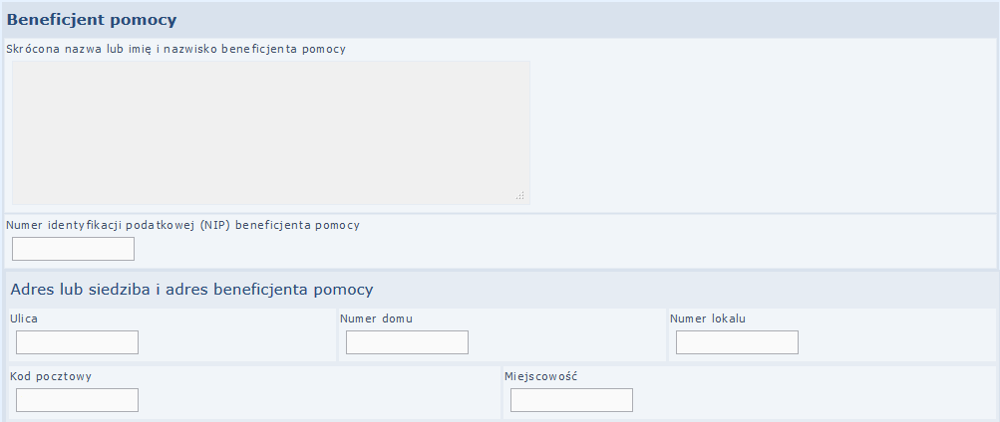 Beneficjent pomocy
Skrócona nazwa lub imię i nazwisko beneficjenta pomocy
Numer identyfikacji podatkowej (NIP) beneficjenta pomocy
Adres lub siedziba i adres beneficjenta pomocy
Ulica
Numer domu
Numer lokalu
Kod pocztowy
Miejscowość